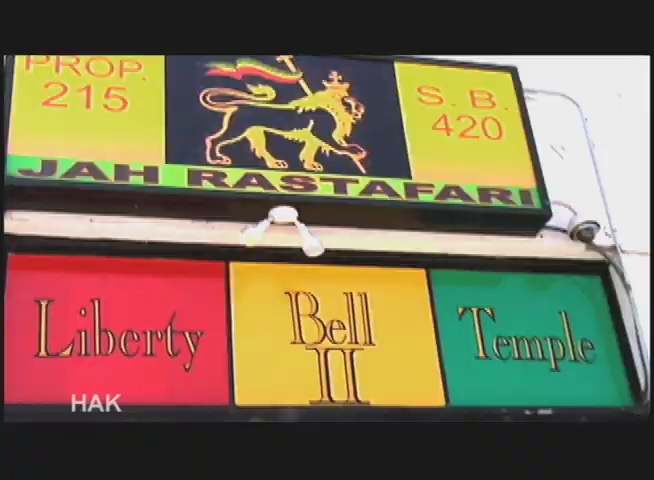 PROP.
215
S. B.
420
JAH RASTAFARI
Liberty
Bell
II
Temple
HAK